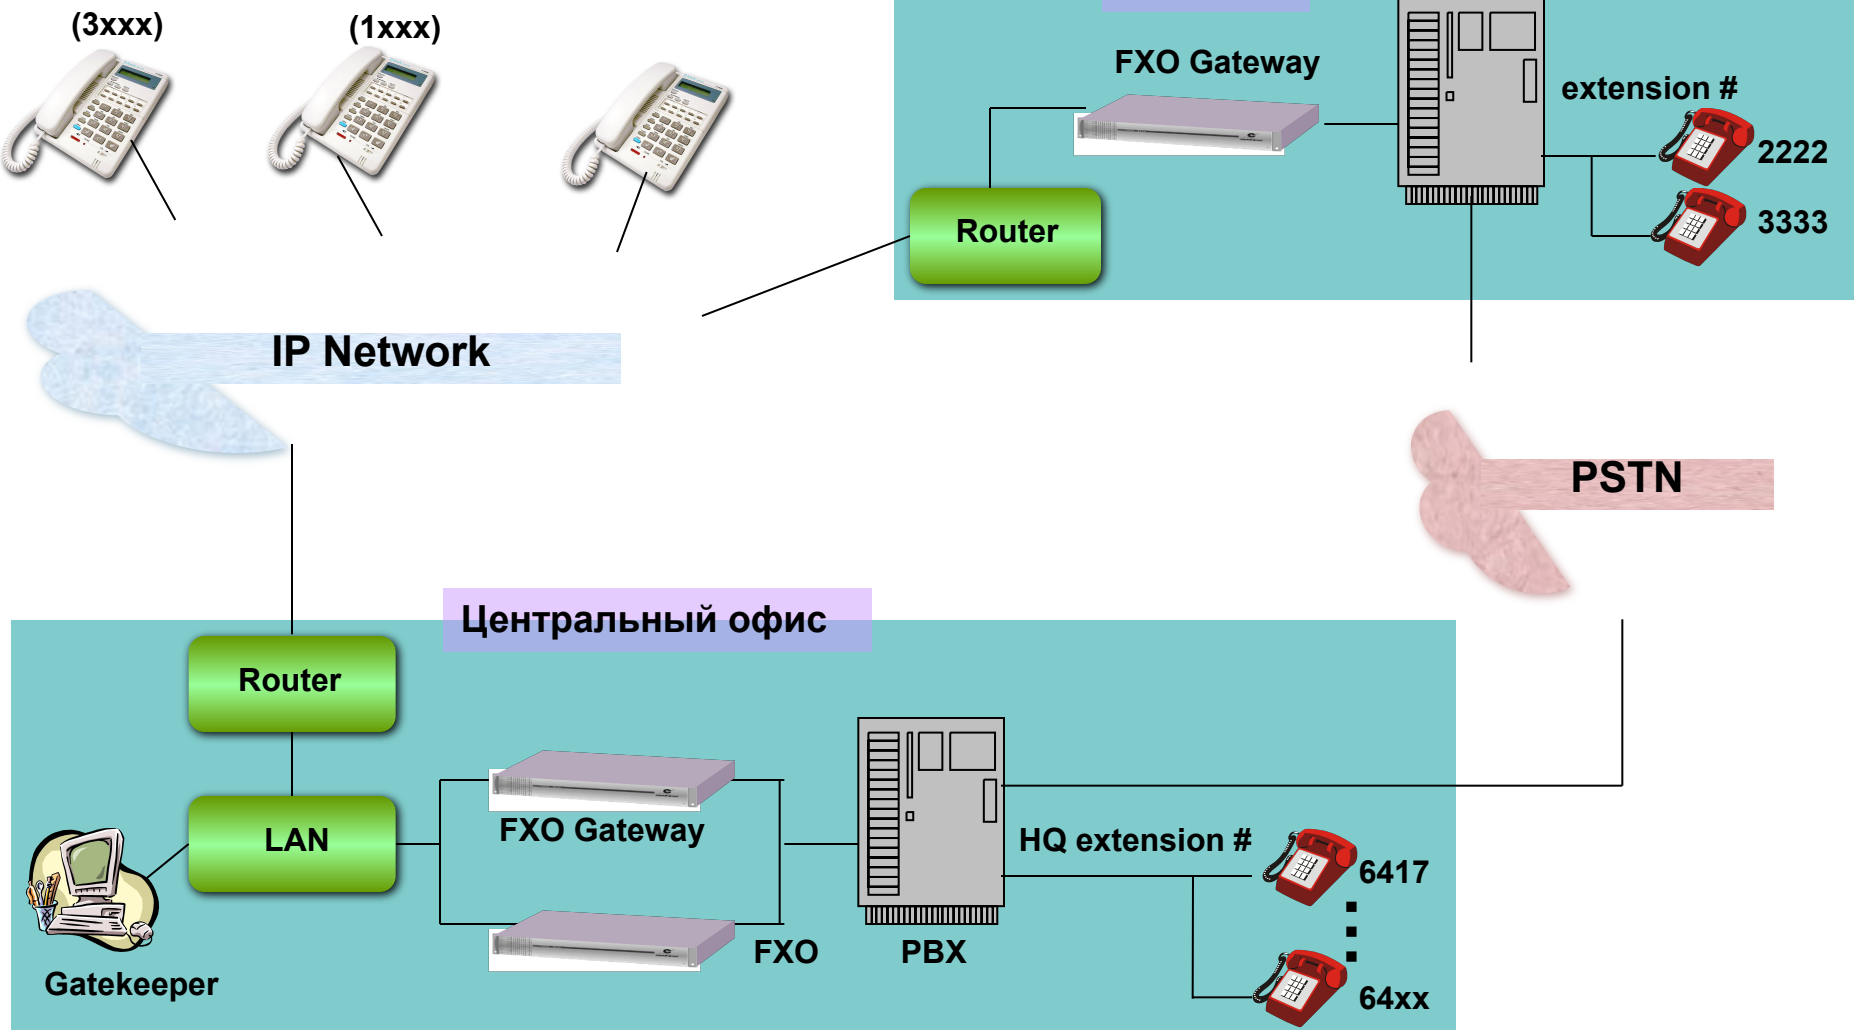 (3xxx)
(1xxx)
FXO Gateway
extension #
2222
Router
3333
IP Network
PSTN
Центральный офис
Router
LAN
FXO Gateway
HQ extension #
6417
FXO
PBX
Gatekeeper
64xx